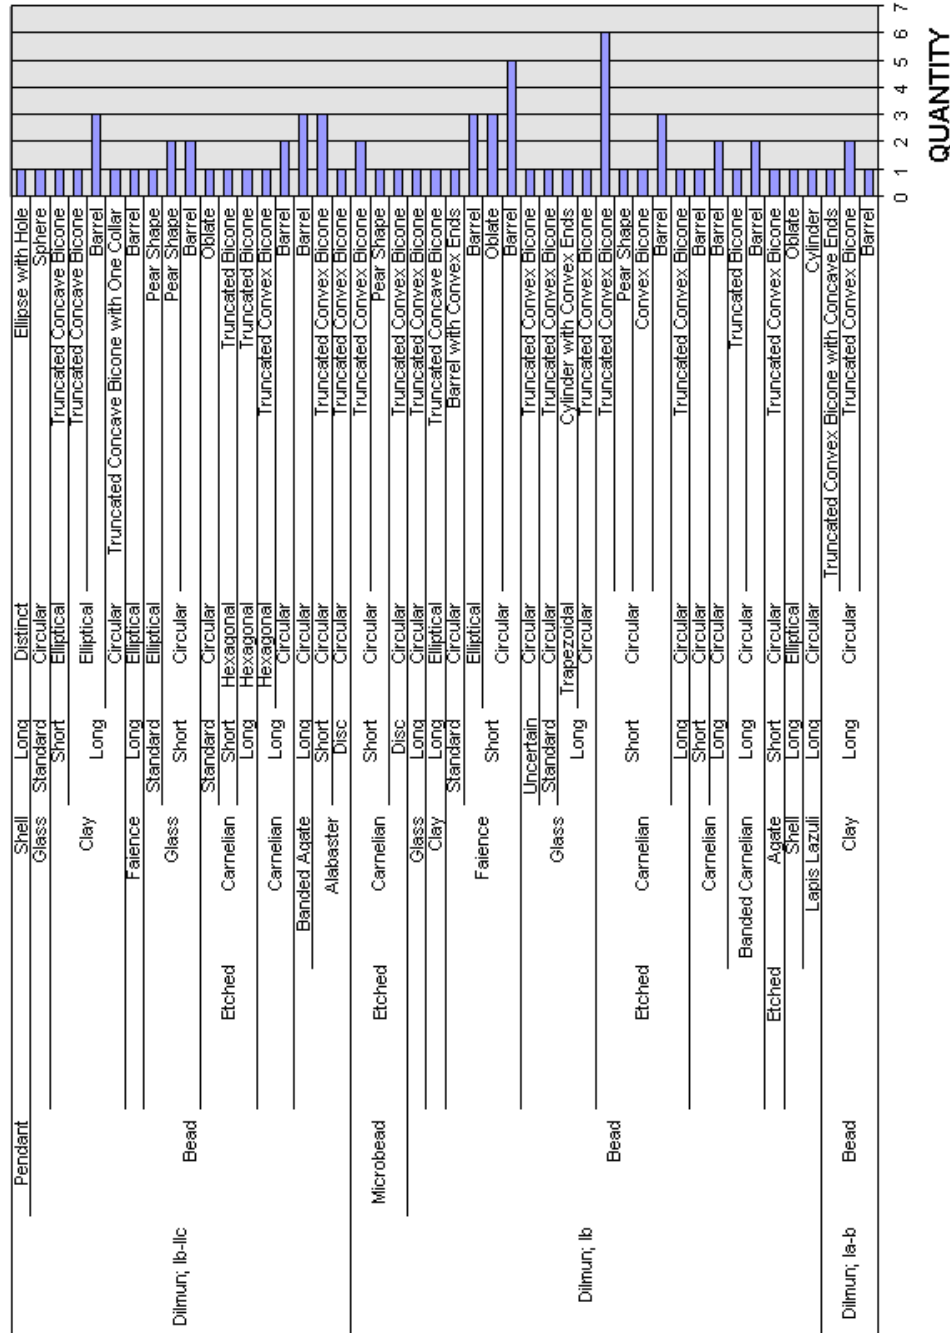 Dilmun; Ib-IIc Pendant Shell Long Distinct Ellipse with Hole
Bead Glass Standard Circular Sphere
Clay Short Elliptical Truncated Concave Bicone
Long Elliptical Truncated Concave Bicone
Barrel
Circular Truncated Concave Bicone with One Collar
Faience Long Elliptical Barrel
Glass Standard Elliptical Pear Shape
Short Circular Pear Shape
Barrel
Etched Carnelian Standard Circular Oblate
Short Hexagonal Truncated Bicone
Long Hexagonal Truncated Bicone
Carnelian Long Hexagonal Truncated Convex Bicone
Circular Barrel
Banded Agate Long Circular Barrel
Alabaster Short Circular Truncated Convex Bicone
Disc Circular Truncated Convex Bicone
Dilmun; Ib Microbead Etched Carnelian Short Circular Truncated Convex Bicone
Pear Shape
Disc Circular Truncated Convex Bicone
Bead Glass Long Circular Truncated Convex Bicone
Clay Long Elliptical Truncated Concave Bicone
Faience Standard Circular Barrel with Convex Ends
Short Elliptical Barrel
Circular Oblate
Barrel
Glass Uncertain Circular Truncated Convex Bicone
Standard Circular Truncated Convex Bicone
Long Trapezoidal Cylinder with Convex Ends
Circular Truncated Convex Bicone
Etched Carnelian Short Circular Truncated Convex Bicone
Pear Shape
Convex Bicone
Barrel
Long Circular Truncated Convex Bicone
Carnelian Short Circular Barrel
Long Circular Barrel
Banded Carnelian Long Circular Truncated Bicone
Barrel
Etched Agate Short Circular Truncated Convex Bicone
Shell Long Elliptical Oblate
Lapis Lazuli Long Circular Cylinder
Dilmun; Ia-b Bead Clay Long Circular Truncated Convex Bicone with Concave Ends
Truncated Convex Bicone
Barrel
0 1 2 3 4 5 6 7
QUANTITY